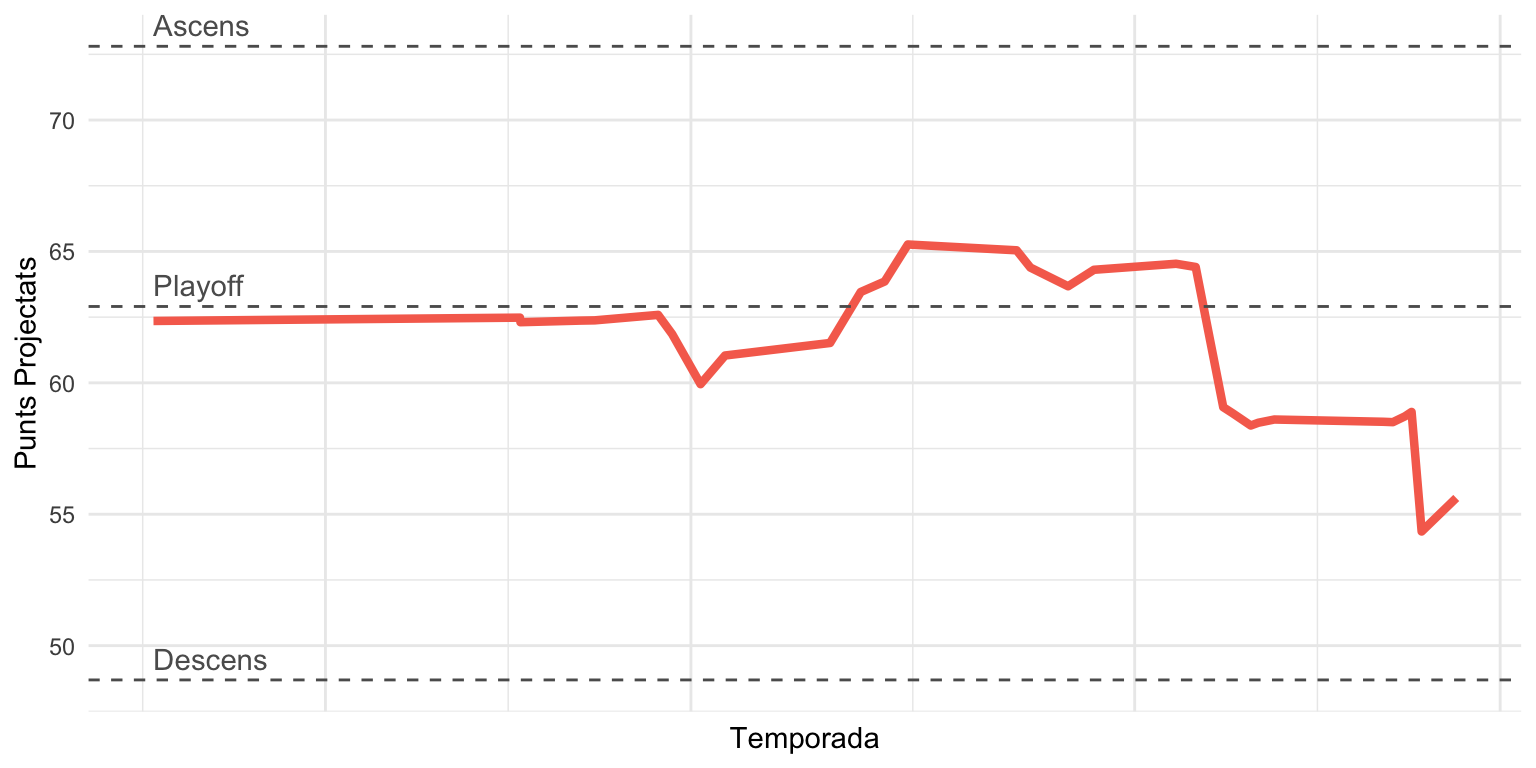 Ascens
70
65
Playoff
60
55
50
Descens
Punts Projectats
Temporada